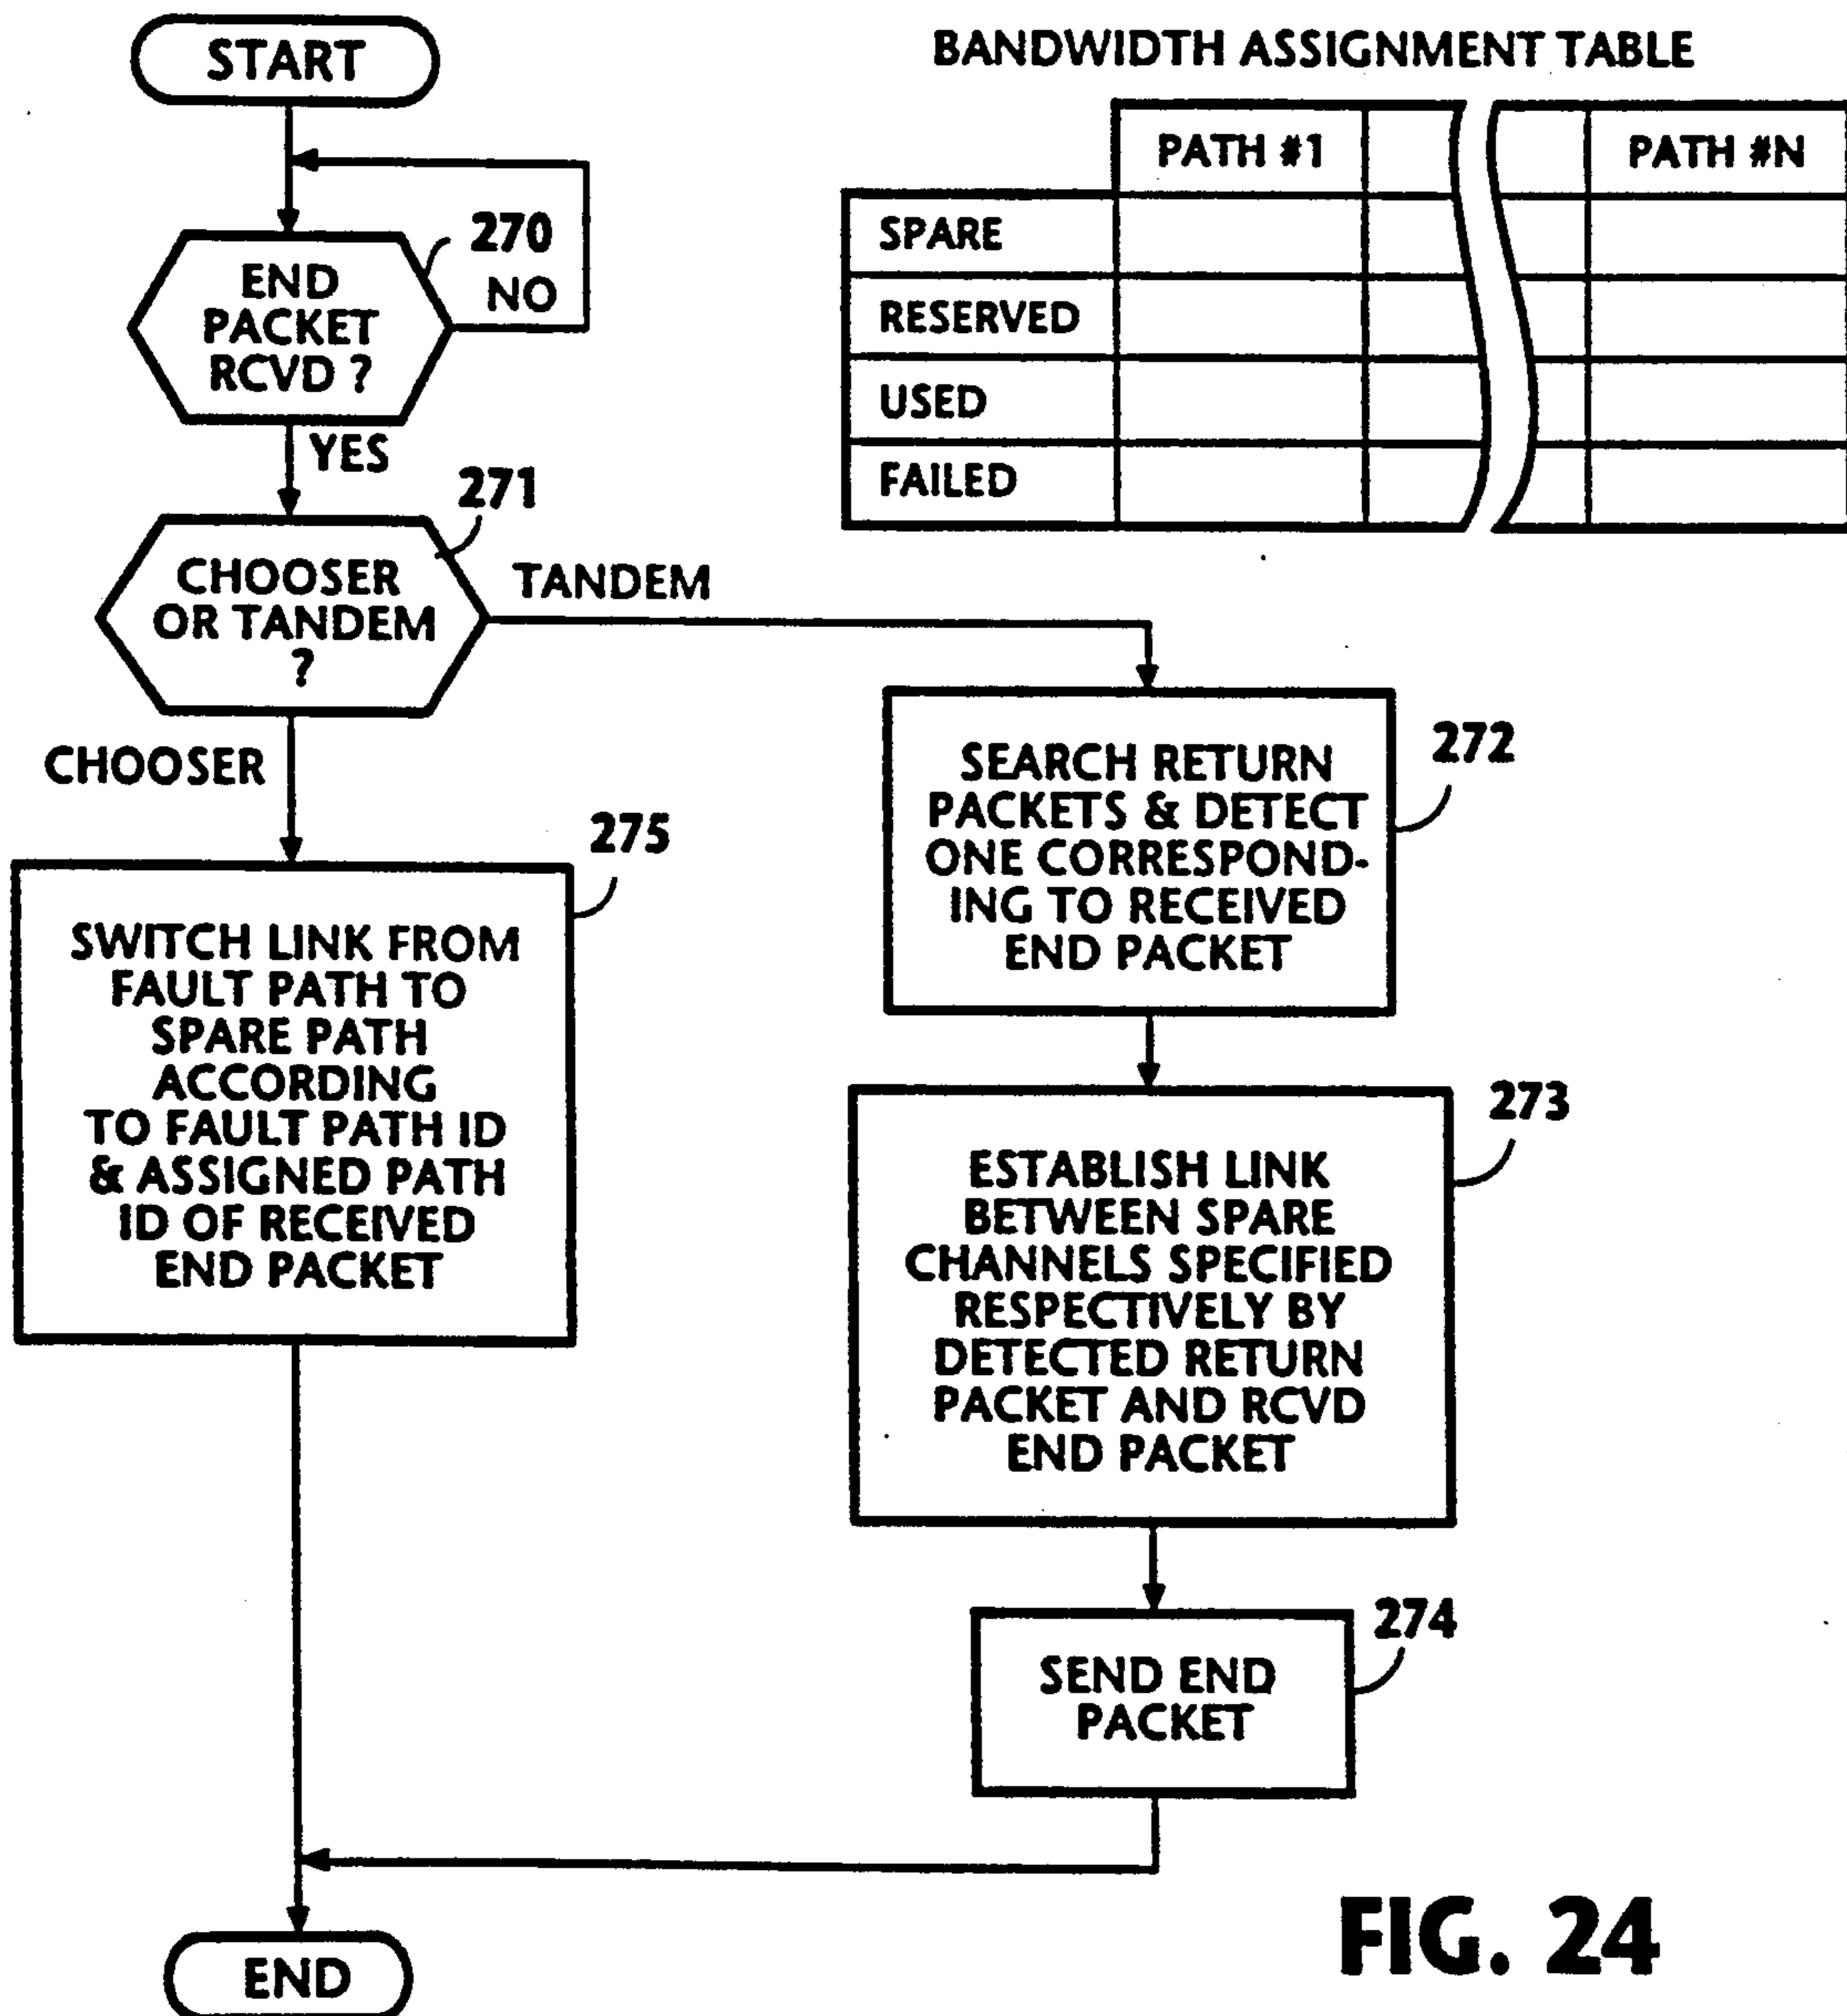 START
BANDWIDTH ASSIGNMENT TABLE
PATH #1
PATH #N
SPARE
RESERVED
USED
FAILED
270
END
PACKET
RCVD ?
NO
YES
271
CHOOSER
OR TANDEM
?
TANDEM
CHOOSER
272
SEARCH RETURN
PACKETS & DETECT
ONE CORRESPOND-
ING TO RECEIVED
END PACKET
275
SWITCH LINK FROM
FAULT PATH TO
SPARE PATH
ACCORDING
TO FAULT PATH ID
& ASSIGNED PATH
ID OF RECEIVED
END PACKET
273
ESTABLISH LINK
BETWEEN SPARE
CHANNELS SPECIFIED
RESPECTIVELY BY
DETECTED RETURN
PACKET AND RCVD
END PACKET
274
SEND END
PACKET
END
FIG. 24